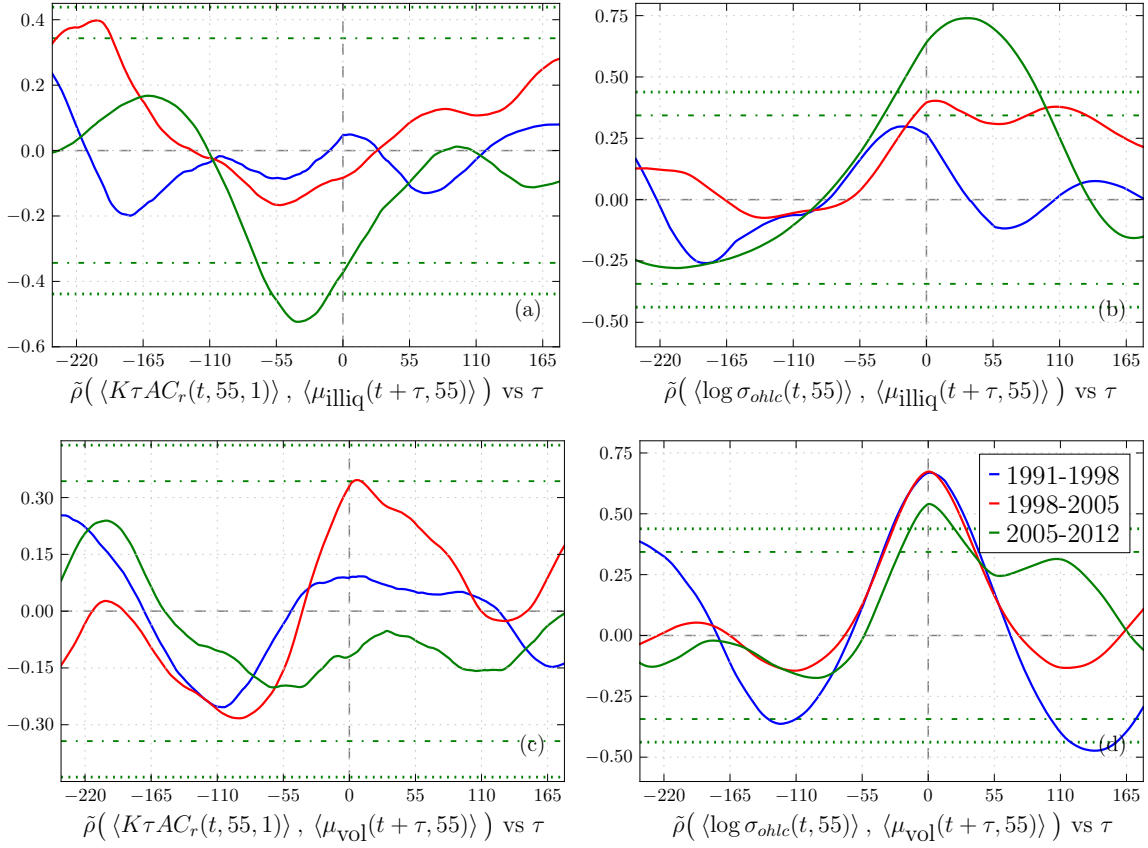 0.4
0.2
0.0
−0.2
−0.4
−0.6
(a)
−220 −165 −110 −55 0 55 110 165
ρ̃( ⟨KτAC_r(t, 55, 1)⟩ , ⟨μ_illiq(t + τ, 55)⟩ ) vs τ
0.75
0.50
0.25
0.00
−0.25
−0.50
(b)
−220 −165 −110 −55 0 55 110 165
ρ̃( ⟨log σ_ohlc(t, 55)⟩ , ⟨μ_illiq(t + τ, 55)⟩ ) vs τ
0.30
0.15
0.00
−0.15
−0.30
(c)
−220 −165 −110 −55 0 55 110 165
ρ̃( ⟨KτAC_r(t, 55, 1)⟩ , ⟨μ_vol(t + τ, 55)⟩ ) vs τ
0.75
0.50
0.25
0.00
−0.25
−0.50
1991-1998
1998-2005
2005-2012
(d)
−220 −165 −110 −55 0 55 110 165
ρ̃( ⟨log σ_ohlc(t, 55)⟩ , ⟨μ_vol(t + τ, 55)⟩ ) vs τ